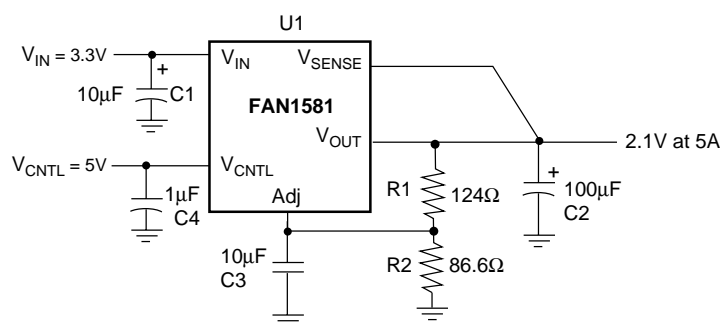 U1
V_IN = 3.3V
V_IN
V_SENSE
10μF
C1
FAN1581
V_OUT
2.1V at 5A
V_CNTL = 5V
V_CNTL
R1
124Ω
100μF
C2
1μF
C4
Adj
10μF
C3
R2
86.6Ω